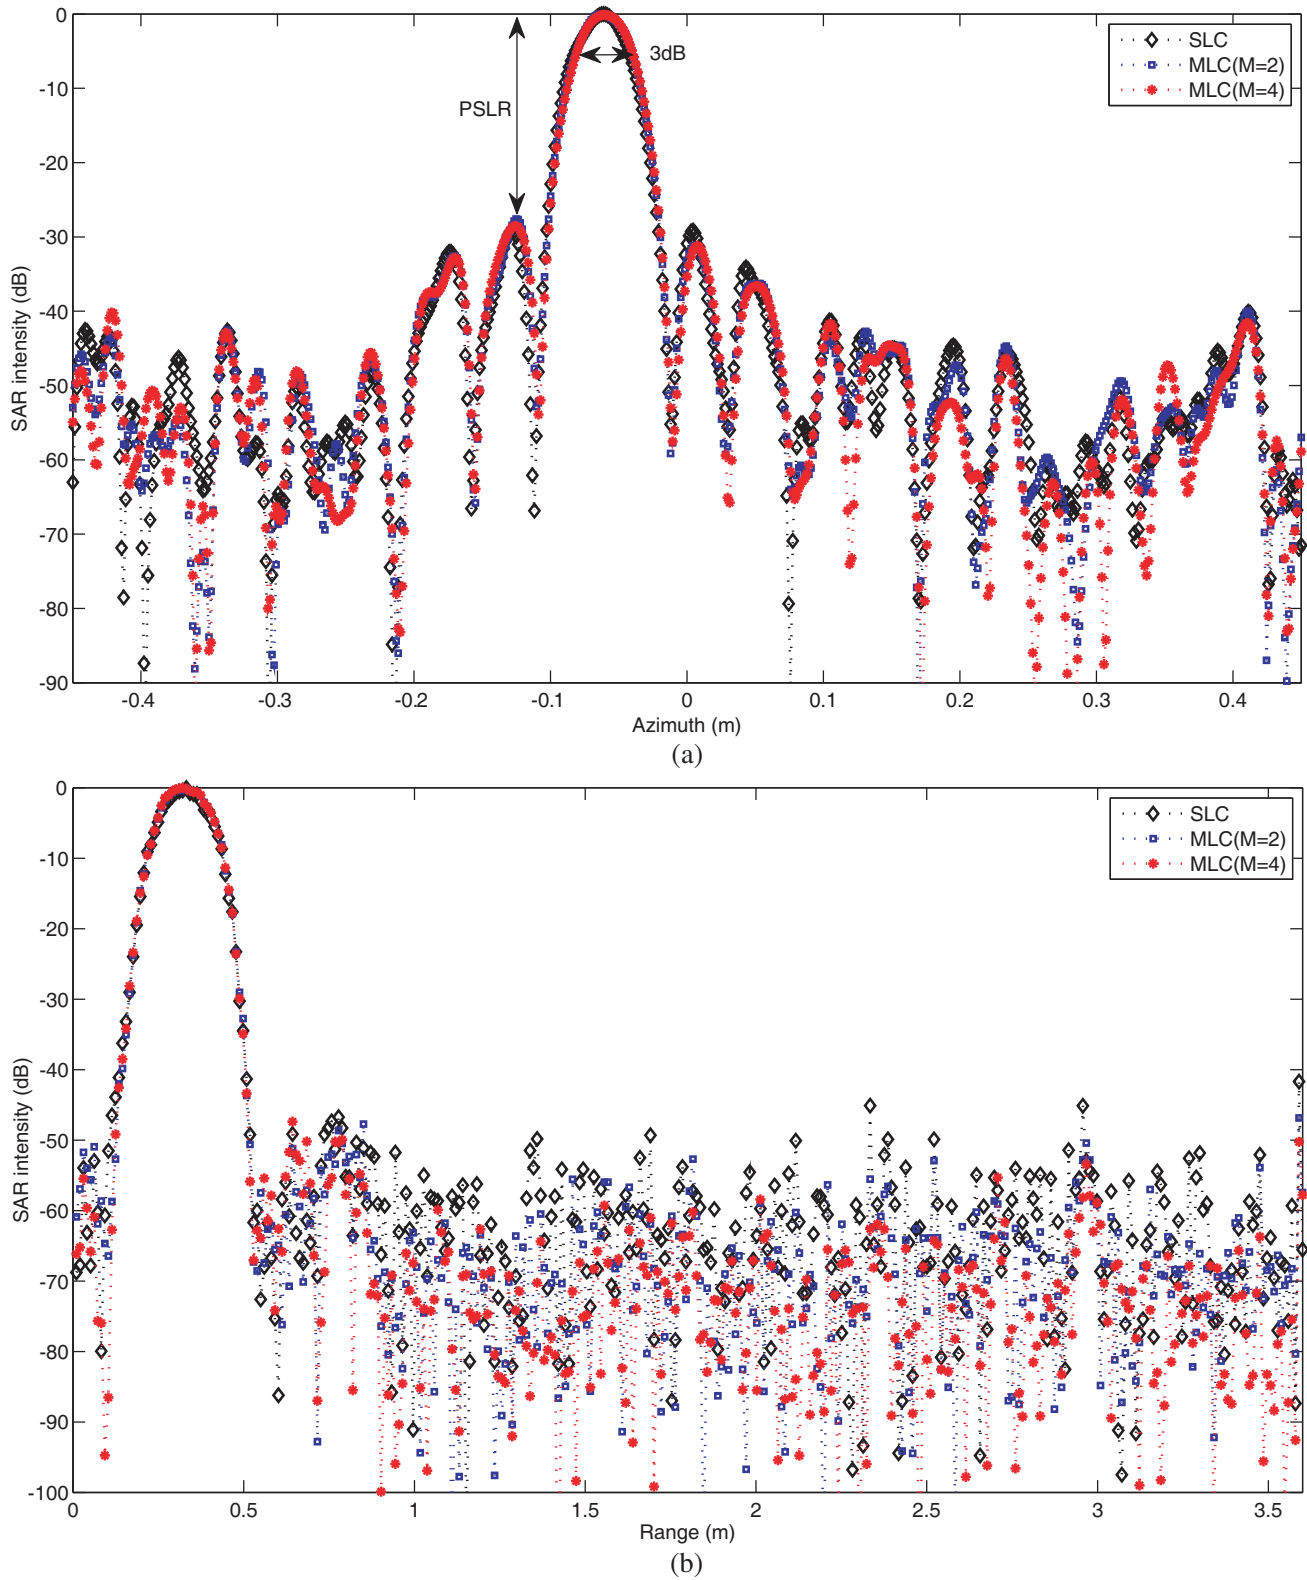 0
-10
-20
-30
-40
-50
-60
-70
-80
-90
SAR intensity (dB)
PSLR
3dB
SLC
MLC(M=2)
MLC(M=4)
-0.4 -0.3 -0.2 -0.1 0 0.1 0.2 0.3 0.4
Azimuth (m)
(a)
0
-10
-20
-30
-40
-50
-60
-70
-80
-90
-100
SAR intensity (dB)
SLC
MLC(M=2)
MLC(M=4)
0 0.5 1 1.5 2 2.5 3 3.5
Range (m)
(b)